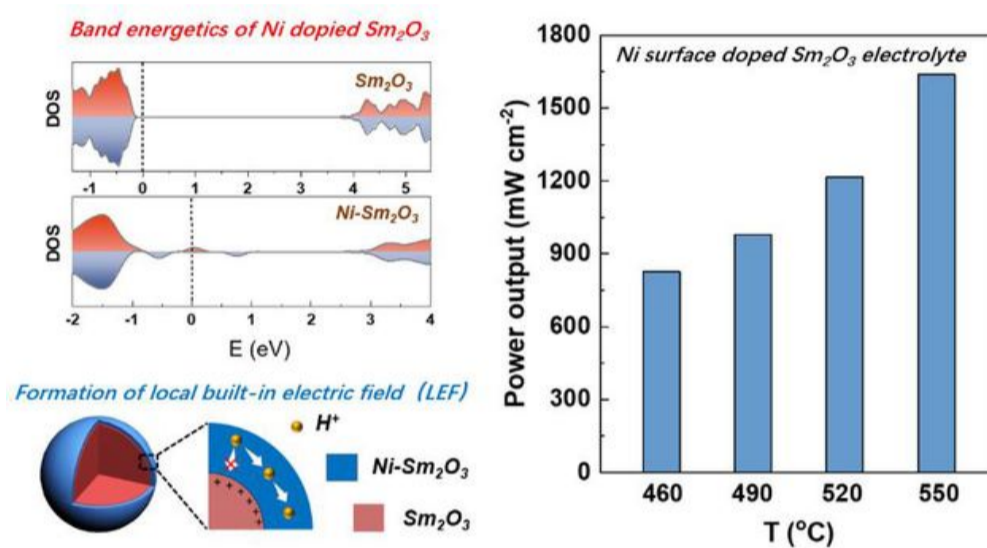 Band energetics of Ni dopied Sm₂O₃
DOS
Sm₂O₃
-1 0 1 2 3 4 5
DOS
Ni-Sm₂O₃
-2 -1 0 1 2 3 4
E (eV)
Formation of local built-in electric field (LEF)
H⁺
Ni-Sm₂O₃
Sm₂O₃
+ + + + + + +
Ni surface doped Sm₂O₃ electrolyte
Power output (mW cm⁻²)
1800
1500
1200
900
600
300
0
460 490 520 550
T (°C)